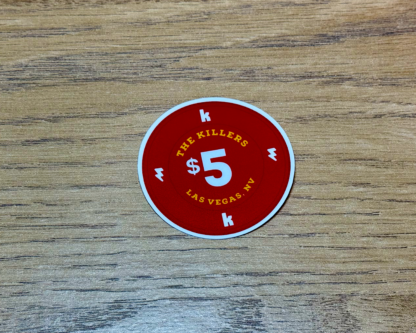 k
THE KILLERS
$5
LAS VEGAS, NV
k